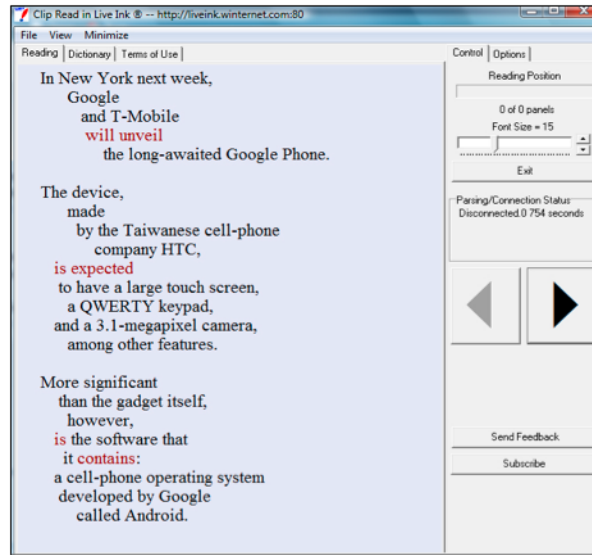 Clip Read in Live Ink ® -- http://liveink.winternet.com:80
File View Minimize
Reading Dictionary Terms of Use
In New York next week,
Google
and T-Mobile
will unveil
the long-awaited Google Phone.
The device,
made
by the Taiwanese cell-phone
company HTC,
is expected
to have a large touch screen,
a QWERTY keypad,
and a 3.1-megapixel camera,
among other features.
More significant
than the gadget itself,
however,
is the software that
it contains:
a cell-phone operating system
developed by Google
called Android.
Control Options
Reading Position
0 of 0 panels
Font Size = 15
Exit
Parsing/Connection Status
Disconnected.0 754 seconds
Send Feedback
Subscribe